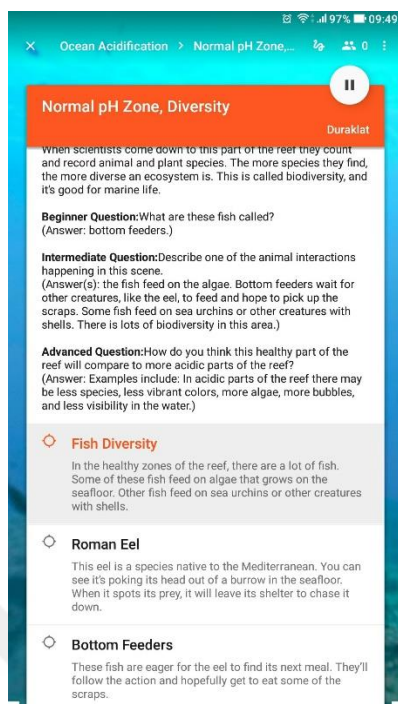 97% 09:49
Ocean Acidification > Normal pH Zone,... 0
Normal pH Zone, Diversity
Duraklat
When scientists come down to this part of the reef they count
and record animal and plant species. The more species they find,
the more diverse an ecosystem is. This is called biodiversity, and
it's good for marine life.
Beginner Question:What are these fish called?
(Answer: bottom feeders.)
Intermediate Question:Describe one of the animal interactions
happening in this scene.
(Answer(s): the fish feed on the algae. Bottom feeders wait for
other creatures, like the eel, to feed and hope to pick up the
scraps. Some fish feed on sea urchins or other creatures with
shells. There is lots of biodiversity in this area.)
Advanced Question:How do you think this healthy part of the
reef will compare to more acidic parts of the reef?
(Answer: Examples include: In acidic parts of the reef there may
be less species, less vibrant colors, more algae, more bubbles,
and less visibility in the water.)
Fish Diversity
In the healthy zones of the reef, there are a lot of fish.
Some of these fish feed on algae that grows on the
seafloor. Other fish feed on sea urchins or other creatures
with shells.
Roman Eel
This eel is a species native to the Mediterranean. You can
see it's poking its head out of a burrow in the seafloor.
When it spots its prey, it will leave its shelter to chase it
down.
Bottom Feeders
These fish are eager for the eel to find its next meal. They'll
follow the action and hopefully get to eat some of the
scraps.